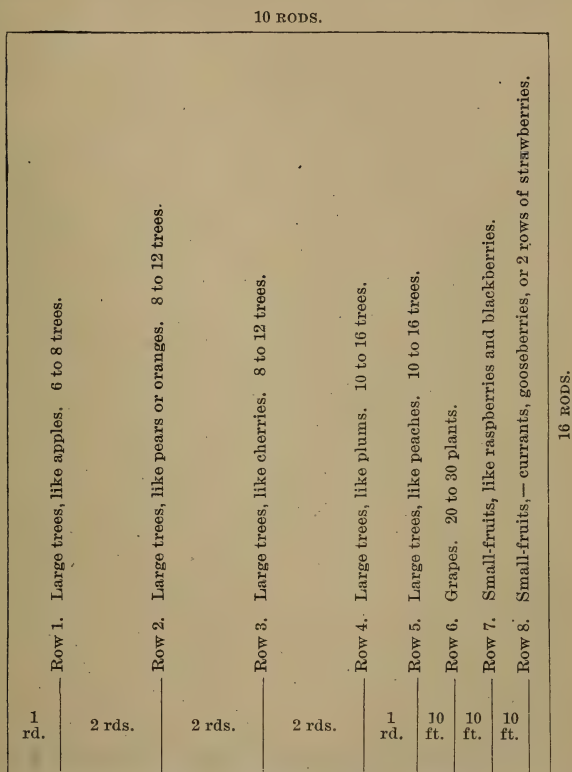 10 RODS.
Row 1. Large trees, like apples. 6 to 8 trees.
Row 2. Large trees, like pears or oranges. 8 to 12 trees.
Row 3. Large trees, like cherries. 8 to 12 trees.
Row 4. Large trees, like plums. 10 to 16 trees.
Row 5. Large trees, like peaches. 10 to 16 trees.
Row 6. Grapes. 20 to 30 plants.
Row 7. Small-fruits, like raspberries and blackberries.
Row 8. Small-fruits,— currants, gooseberries, or 2 rows of strawberries.
16 RODS.
1 rd.
2 rds.
2 rds.
2 rds.
1 rd.
10 ft.
10 ft.
10 ft.